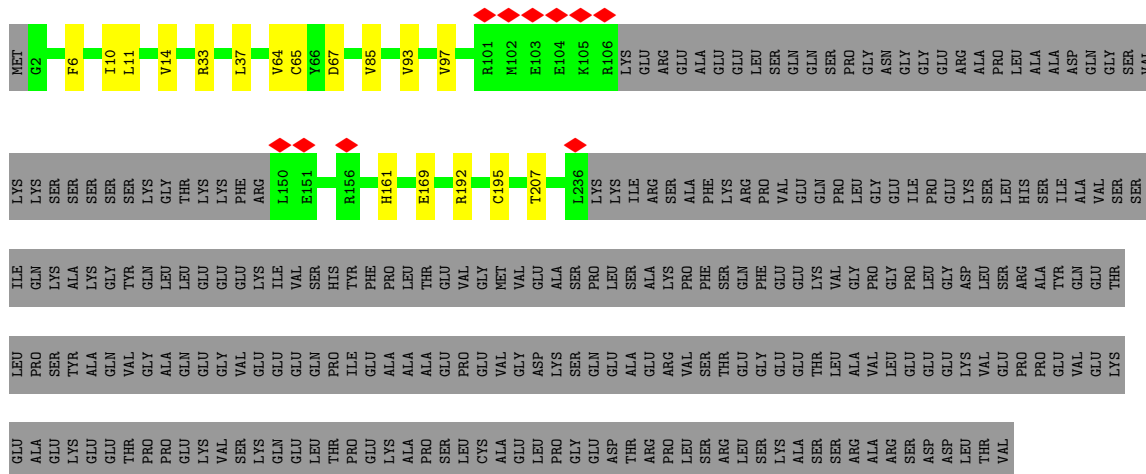 MET G2 F6 I10 L11 V14 R33 L37 V64 C65 Y66 D67 V85 V93 V97 R101 M102 E103 E104 K105 R106 LYS GLU ARG GLU ALA GLU GLU LEU SER GLN GLN SER PRO GLY ASN GLY GLY GLU ARG ALA PRO LEU ALA ALA ASP GLN GLY SER VAL
LYS LYS SER SER SER SER SER LYS GLY THR LYS LYS PHE ARG L150 E151 R156 H161 E169 R192 C195 T207 L236 LYS LYS ILE ARG SER ALA PHE LYS ARG PRO VAL GLU GLN PRO LEU GLY GLU ILE PRO GLU LYS SER LEU HIS SER ILE ALA VAL SER SER
ILE GLN LYS ALA LYS GLY TYR GLN LEU LEU GLU GLU GLU LYS ILE VAL SER HIS TYR PHE PRO LEU THR GLU VAL GLY MET VAL GLU ALA SER PRO LEU SER ALA LYS PRO PHE SER GLN PHE GLU GLU LYS VAL GLY PRO GLY PRO LEU GLY ASP LEU SER ARG ALA TYR GLN GLU THR
LEU PRO SER TYR ALA GLN VAL GLY ALA GLN GLU GLY VAL GLU GLU GLU GLN PRO ILE GLU ALA ALA ALA GLU PRO GLU VAL GLY ASP LYS SER GLN GLU ALA GLU ARG VAL SER THR GLU GLY GLU GLU THR LEU ALA VAL LEU GLU GLU GLU LYS VAL GLU PRO PRO GLU VAL GLU LYS
GLU ALA GLU LYS GLU GLU THR PRO PRO GLU LYS VAL SER LYS GLN GLU LEU THR PRO GLU LYS ALA PRO SER LEU CYS ALA GLU LEU PRO GLY GLU ASP THR ARG PRO LEU SER ARG LEU SER LYS ALA SER SER ARG ALA ARG SER ASP ASP LEU THR VAL